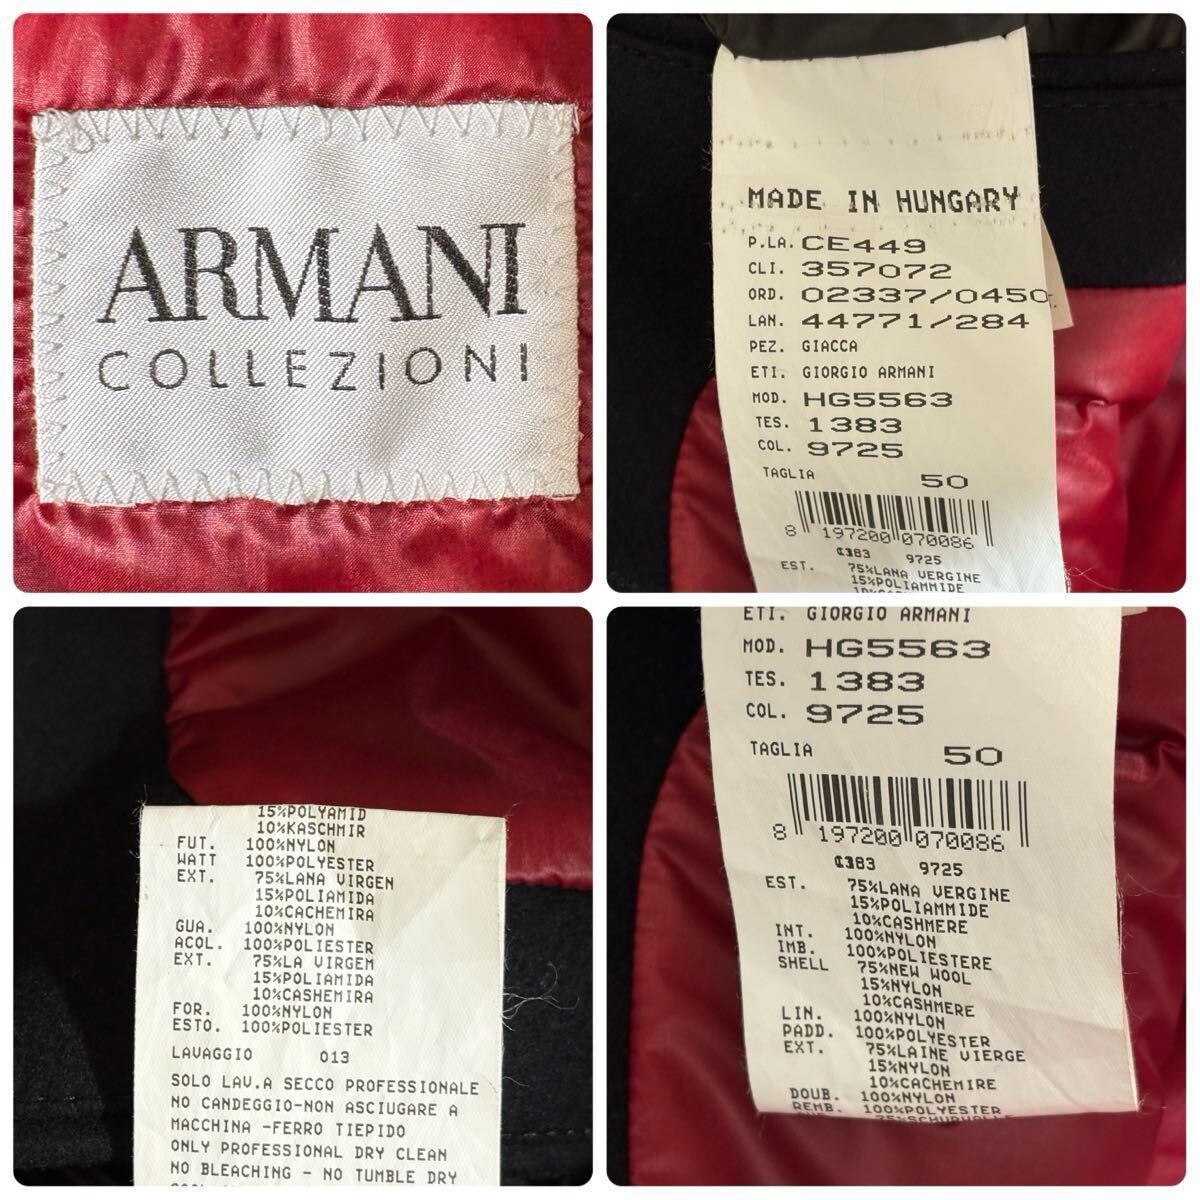 ARMANI
COLLEZIONI
MADE IN HUNGARY
P.LA. CE449
CLI. 357072
ORD. 02337/0450
LAN. 44771/284
PEZ. GIACCA
ETI. GIORGIO ARMANI
MOD. HG5563
TES. 1383
COL. 9725
TAGLIA 50
8 197200 070086
1383 9725
EST. 75%LANA VERGINE
15%POLIAMMIDE
15%POLYAMID
10%KASCHMIR
FUT. 100%NYLON
WATT 100%POLYESTER
EXT. 75%LANA VIRGEN
15%POLIAMIDA
10%CACHEMIRA
GUA. 100%NYLON
ACOL. 100%POLIESTER
EXT. 75%LA VIRGEM
15%POLIAMIDA
10%CASHEMIRA
FOR. 100%NYLON
ESTO. 100%POLIESTER
LAVAGGIO 013
SOLO LAV.A SECCO PROFESSIONALE
NO CANDEGGIO-NON ASCIUGARE A
MACCHINA -FERRO TIEPIDO
ONLY PROFESSIONAL DRY CLEAN
NO BLEACHING - NO TUMBLE DRY
ETI. GIORGIO ARMANI
MOD. HG5563
TES. 1383
COL. 9725
TAGLIA 50
8 197200 070086
1383 9725
EST. 75%LANA VERGINE
15%POLIAMMIDE
10%CASHMERE
INT. 100%NYLON
IMB. 100%POLIESTERE
SHELL 75%NEW WOOL
15%NYLON
10%CASHMERE
LIN. 100%NYLON
PADD. 100%POLYESTER
EXT. 75%LAINE VIERGE
15%NYLON
10%CACHEMIRE
DOUB. 100%NYLON
REMB. 100%POLYESTER